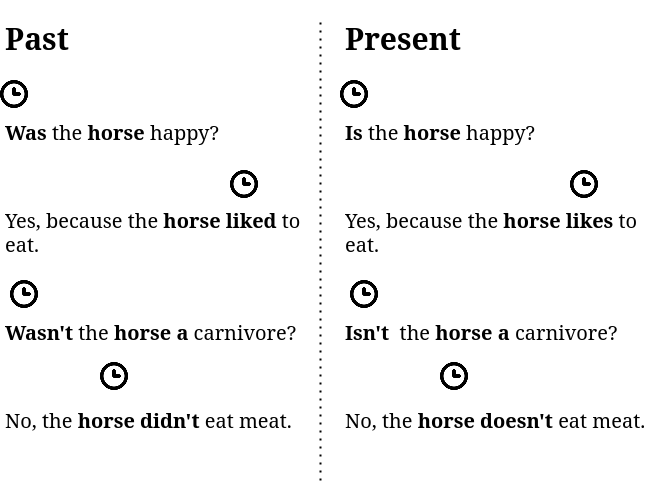 Past
Was the horse happy?
Yes, because the horse liked to
eat.
Wasn't the horse a carnivore?
No, the horse didn't eat meat.
Present
Is the horse happy?
Yes, because the horse likes to
eat.
Isn't  the horse a carnivore?
No, the horse doesn't eat meat.